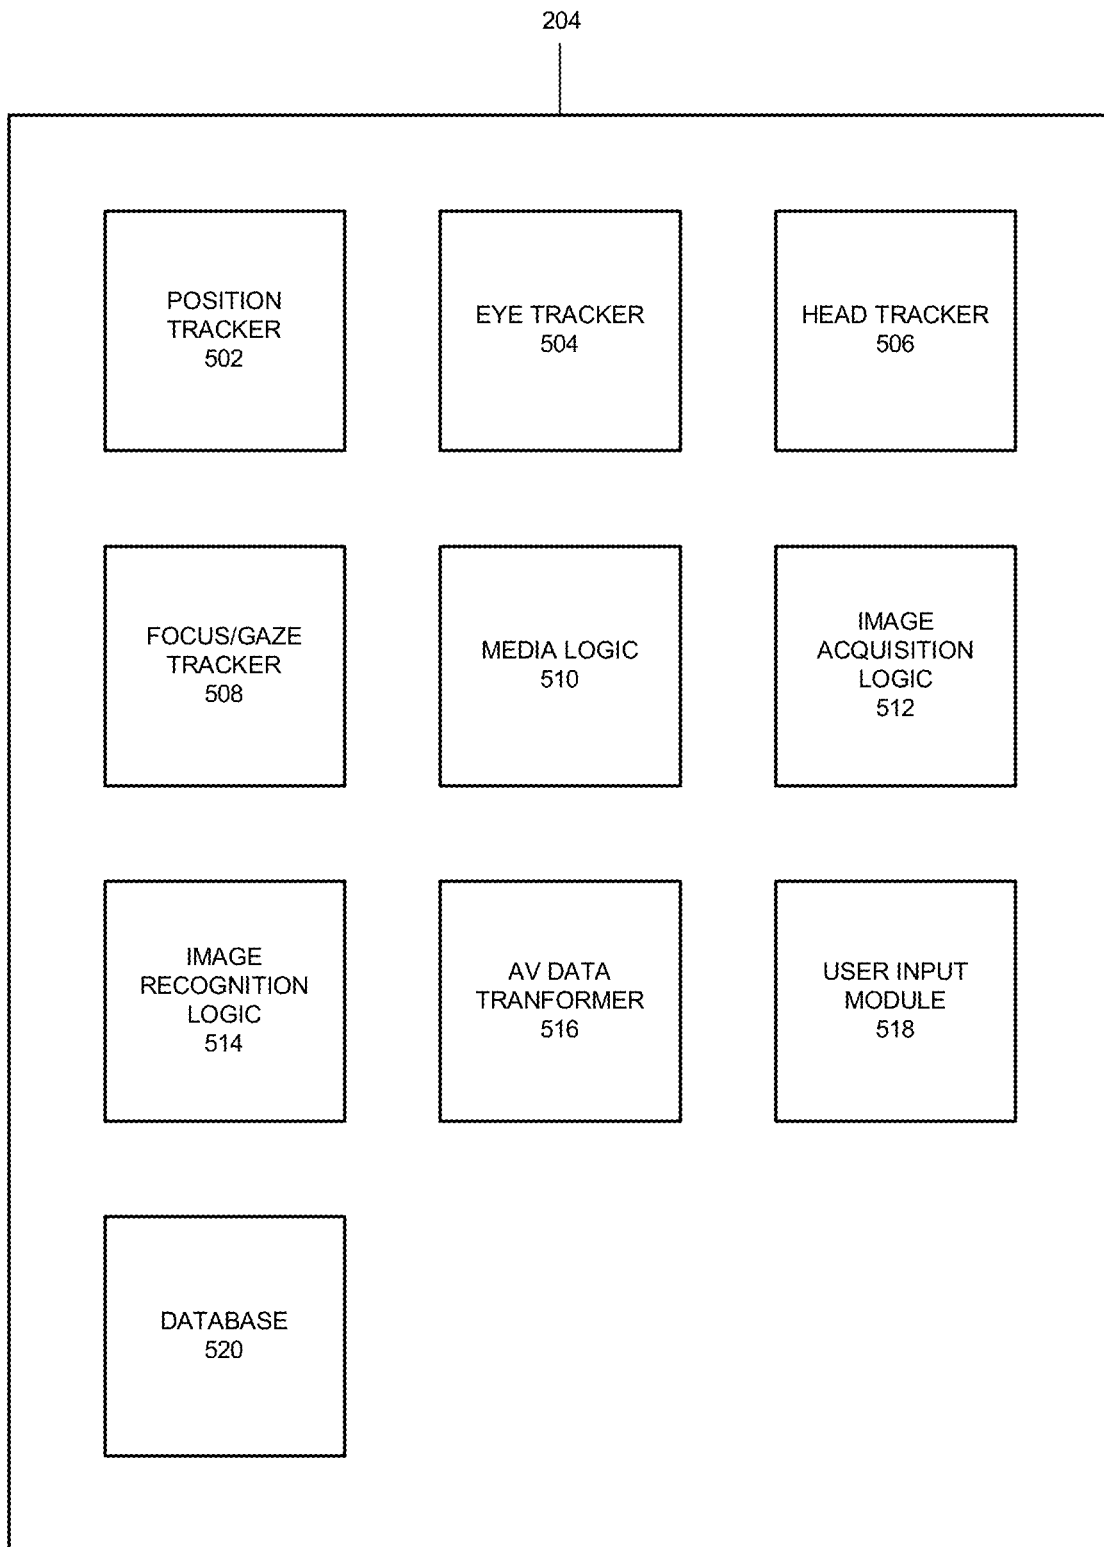 204
POSITION
TRACKER
502
EYE TRACKER
504
HEAD TRACKER
506
FOCUS/GAZE
TRACKER
508
MEDIA LOGIC
510
IMAGE
ACQUISITION
LOGIC
512
IMAGE
RECOGNITION
LOGIC
514
AV DATA
TRANFORMER
516
USER INPUT
MODULE
518
DATABASE
520